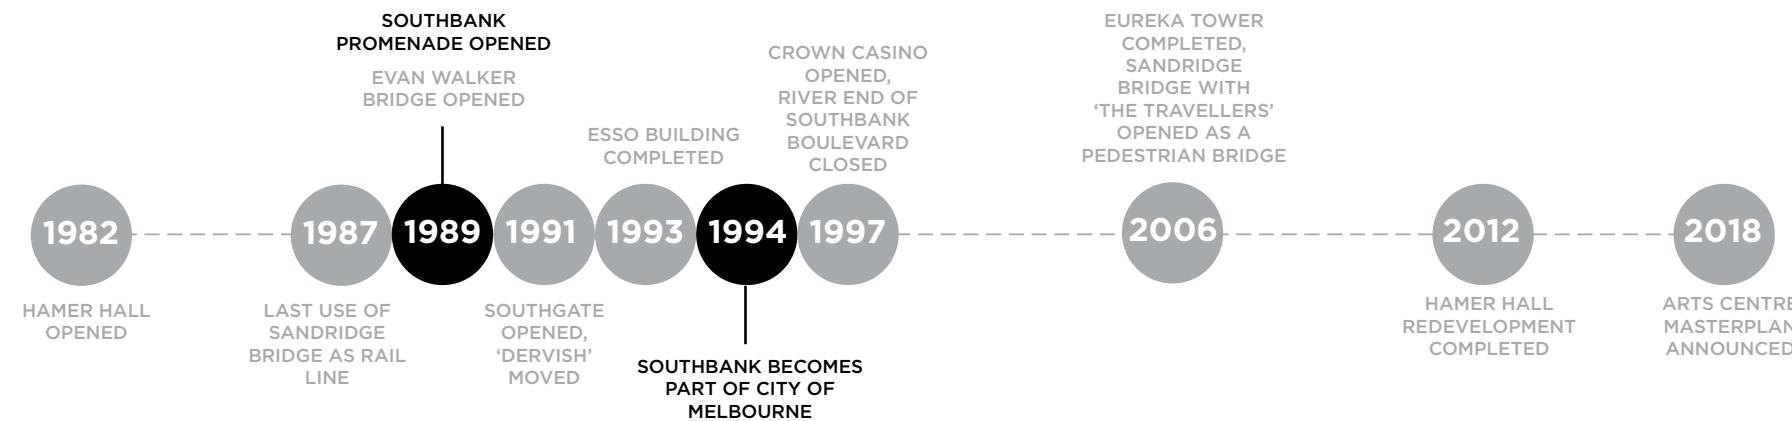 SOUTHBANK
PROMENADE OPENED
EVAN WALKER
BRIDGE OPENED
ESSO BUILDING
COMPLETED
CROWN CASINO
OPENED,
RIVER END OF
SOUTHBANK
BOULEVARD
CLOSED
EUREKA TOWER
COMPLETED,
SANDRIDGE
BRIDGE WITH
‘THE TRAVELLERS’
OPENED AS A
PEDESTRIAN BRIDGE
1982
1987
1989
1991
1993
1994
1997
2006
2012
2018
HAMER HALL
OPENED
LAST USE OF
SANDRIDGE
BRIDGE AS RAIL
LINE
SOUTHGATE
OPENED,
‘DERVISH’
MOVED
SOUTHBANK BECOMES
PART OF CITY OF
MELBOURNE
HAMER HALL
REDEVELOPMENT
COMPLETED
ARTS CENTRE
MASTERPLAN
ANNOUNCED